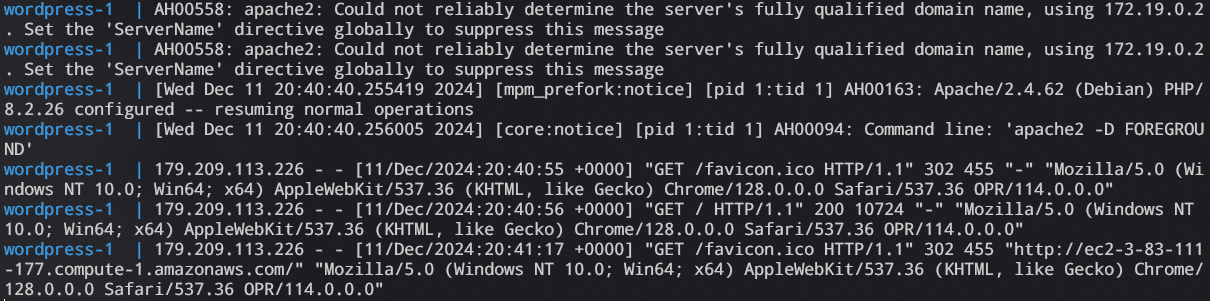 wordpress-1  | AH00558: apache2: Could not reliably determine the server's fully qualified domain name, using 172.19.0.2
. Set the 'ServerName' directive globally to suppress this message
wordpress-1  | AH00558: apache2: Could not reliably determine the server's fully qualified domain name, using 172.19.0.2
. Set the 'ServerName' directive globally to suppress this message
wordpress-1  | [Wed Dec 11 20:40:40.255419 2024] [mpm_prefork:notice] [pid 1:tid 1] AH00163: Apache/2.4.62 (Debian) PHP/
8.2.26 configured -- resuming normal operations
wordpress-1  | [Wed Dec 11 20:40:40.256005 2024] [core:notice] [pid 1:tid 1] AH00094: Command line: 'apache2 -D FOREGROU
ND'
wordpress-1  | 179.209.113.226 - - [11/Dec/2024:20:40:55 +0000] "GET /favicon.ico HTTP/1.1" 302 455 "-" "Mozilla/5.0 (Wi
ndows NT 10.0; Win64; x64) AppleWebKit/537.36 (KHTML, like Gecko) Chrome/128.0.0.0 Safari/537.36 OPR/114.0.0.0"
wordpress-1  | 179.209.113.226 - - [11/Dec/2024:20:40:56 +0000] "GET / HTTP/1.1" 200 10724 "-" "Mozilla/5.0 (Windows NT
10.0; Win64; x64) AppleWebKit/537.36 (KHTML, like Gecko) Chrome/128.0.0.0 Safari/537.36 OPR/114.0.0.0"
wordpress-1  | 179.209.113.226 - - [11/Dec/2024:20:41:17 +0000] "GET /favicon.ico HTTP/1.1" 302 455 "http://ec2-3-83-111
-177.compute-1.amazonaws.com/" "Mozilla/5.0 (Windows NT 10.0; Win64; x64) AppleWebKit/537.36 (KHTML, like Gecko) Chrome/
128.0.0.0 Safari/537.36 OPR/114.0.0.0"